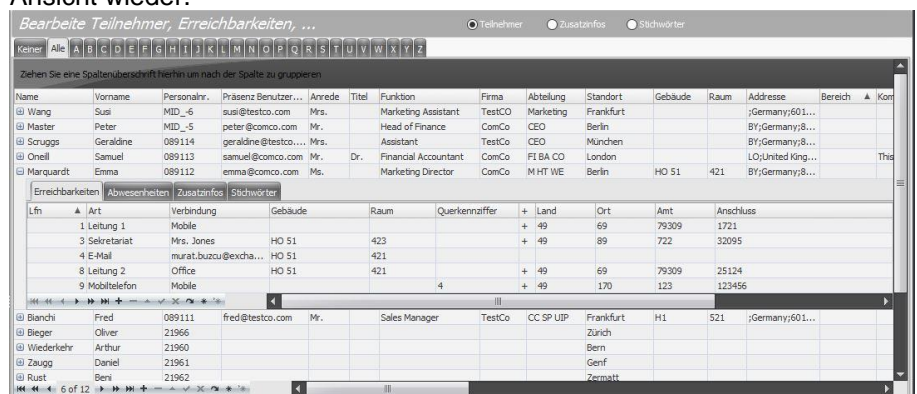 Ansicht wieder.
Bearbeite Teilnehmer, Erreichbarkeiten, ... Teilnehmer Zusatzinfos Stichwörter
Keiner Alle A B C D E F G H I J K L M N O P Q R S T U V W X Y Z
Ziehen Sie eine Spaltenüberschrift hierhin um nach der Spalte zu gruppieren
Name Vorname Personalnr. Präsenz Benutzer... Anrede Titel Funktion Firma Abteilung Standort Gebäude Raum Addresse Bereich Kom
Wang Susi MID_-6 susi@testco.com Mrs. Marketing Assistant TestCO Marketing Frankfurt ;Germany;601...
Master Peter MID_-5 peter@comco.com Mr. Head of Finance ComCo CEO Berlin BY;Germany;8...
Scruggs Geraldine 089114 geraldine@testco.... Mrs. Assistant TestCo CEO München BY;Germany;8...
Oneill Samuel 089113 samuel@comco.com Mr. Dr. Financial Accountant ComCo FI BA CO London LO;United King... This
Marquardt Emma 089112 emma@comco.com Ms. Marketing Director ComCo M HT WE Berlin HO 51 421 BY;Germany;8...
Erreichbarkeiten Abwesenheiten Zusatzinfos Stichwörter
Lfn Art Verbindung Gebäude Raum Querkennziffer + Land Ort Amt Anschluss
1 Leitung 1 Mobile + 49 69 79309 1721
3 Sekretariat Mrs. Jones HO 51 423 + 49 89 722 32095
4 E-Mail murat.buzcu@excha... HO 51 421
8 Leitung 2 Office HO 51 421 + 49 69 79309 25124
9 Mobiltelefon Mobile 4 + 49 170 123 123456
Bianchi Fred 089111 fred@testco.com Mr. Sales Manager TestCo CC SP UIP Frankfurt H1 521 ;Germany;601...
Bieger Oliver 21966 Zürich
Wiederkehr Arthur 21960 Bern
Zaugg Daniel 21961 Genf
Rust Beni 21962 Zermatt
6 of 12